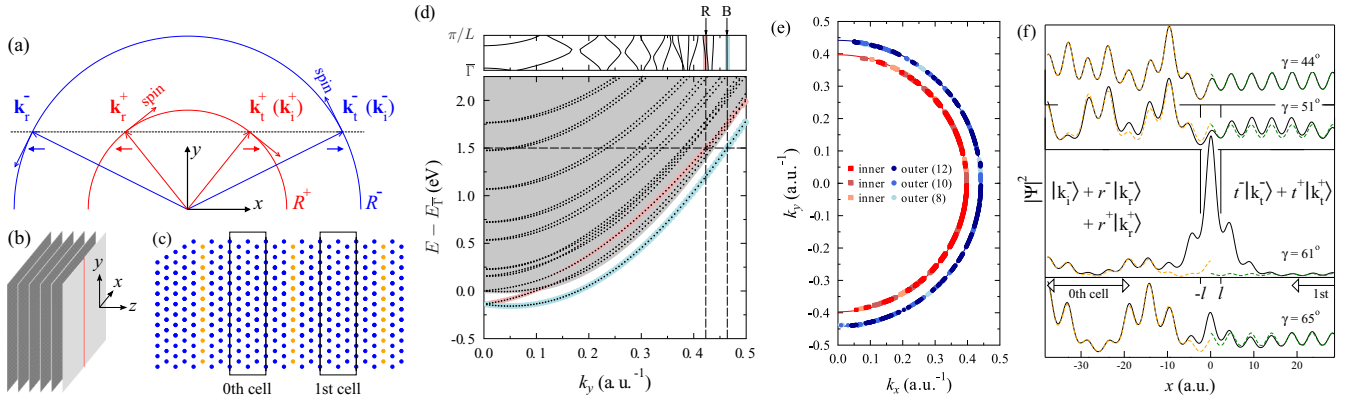 (a)
spin
spin
k_r^-
k_r^+
k_t^+ (k_i^+)
k_t^- (k_i^-)
y
x
R^+
R^-
(b)
y
x
z
(c)
0th cell
1st cell
(d)
R
B
π/L
Γ̅
E − E_Γ̅ (eV)
2.0
1.5
1.0
0.5
0.0
-0.5
0.0 0.1 0.2 0.3 0.4 0.5
k_y (a.u.^-1)
(e)
k_y (a.u.^-1)
0.5
0.4
0.3
0.2
0.1
0.0
-0.1
-0.2
-0.3
-0.4
-0.5
inner outer (12)
inner outer (10)
inner outer (8)
0.0 0.1 0.2 0.3 0.4
k_x (a.u.^-1)
(f)
|Ψ|^2
γ = 44°
γ = 51°
|k_i^-⟩ + r^-|k_r^-⟩
+ r^+|k_r^+⟩
t^-|k_t^-⟩ + t^+|k_t^+⟩
γ = 61°
0th cell
-l
l
1st
γ = 65°
-30 -20 -10 0 10 20
x (a.u.)